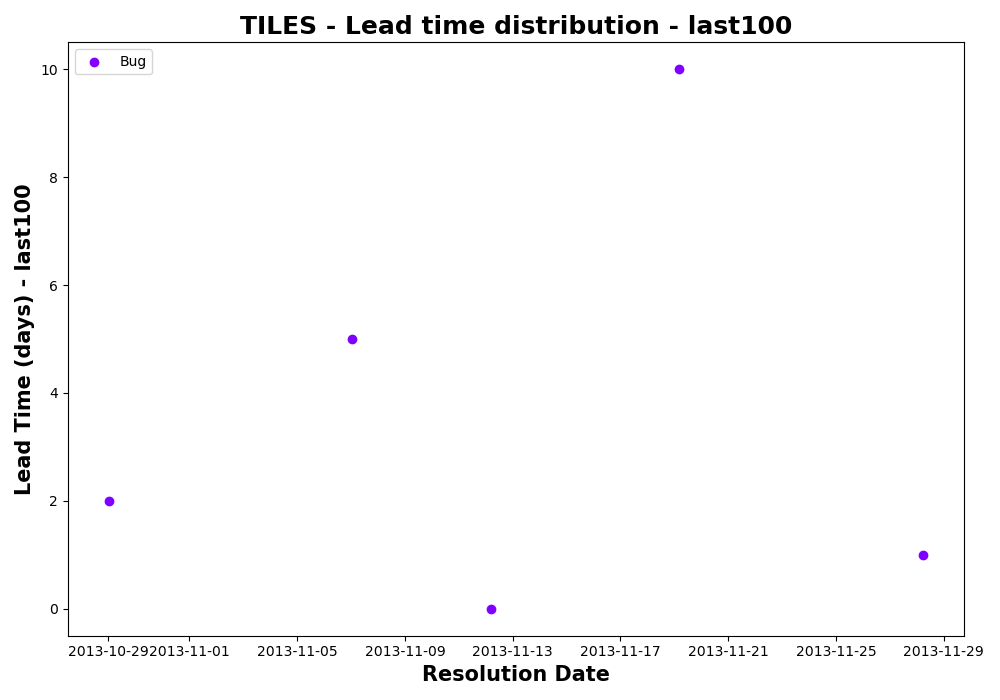 TILES - Lead time distribution - last100
Bug
Lead Time (days) - last100
10
8
6
4
2
0
2013-10-29 2013-11-01 2013-11-05 2013-11-09 2013-11-13 2013-11-17 2013-11-21 2013-11-25 2013-11-29
Resolution Date